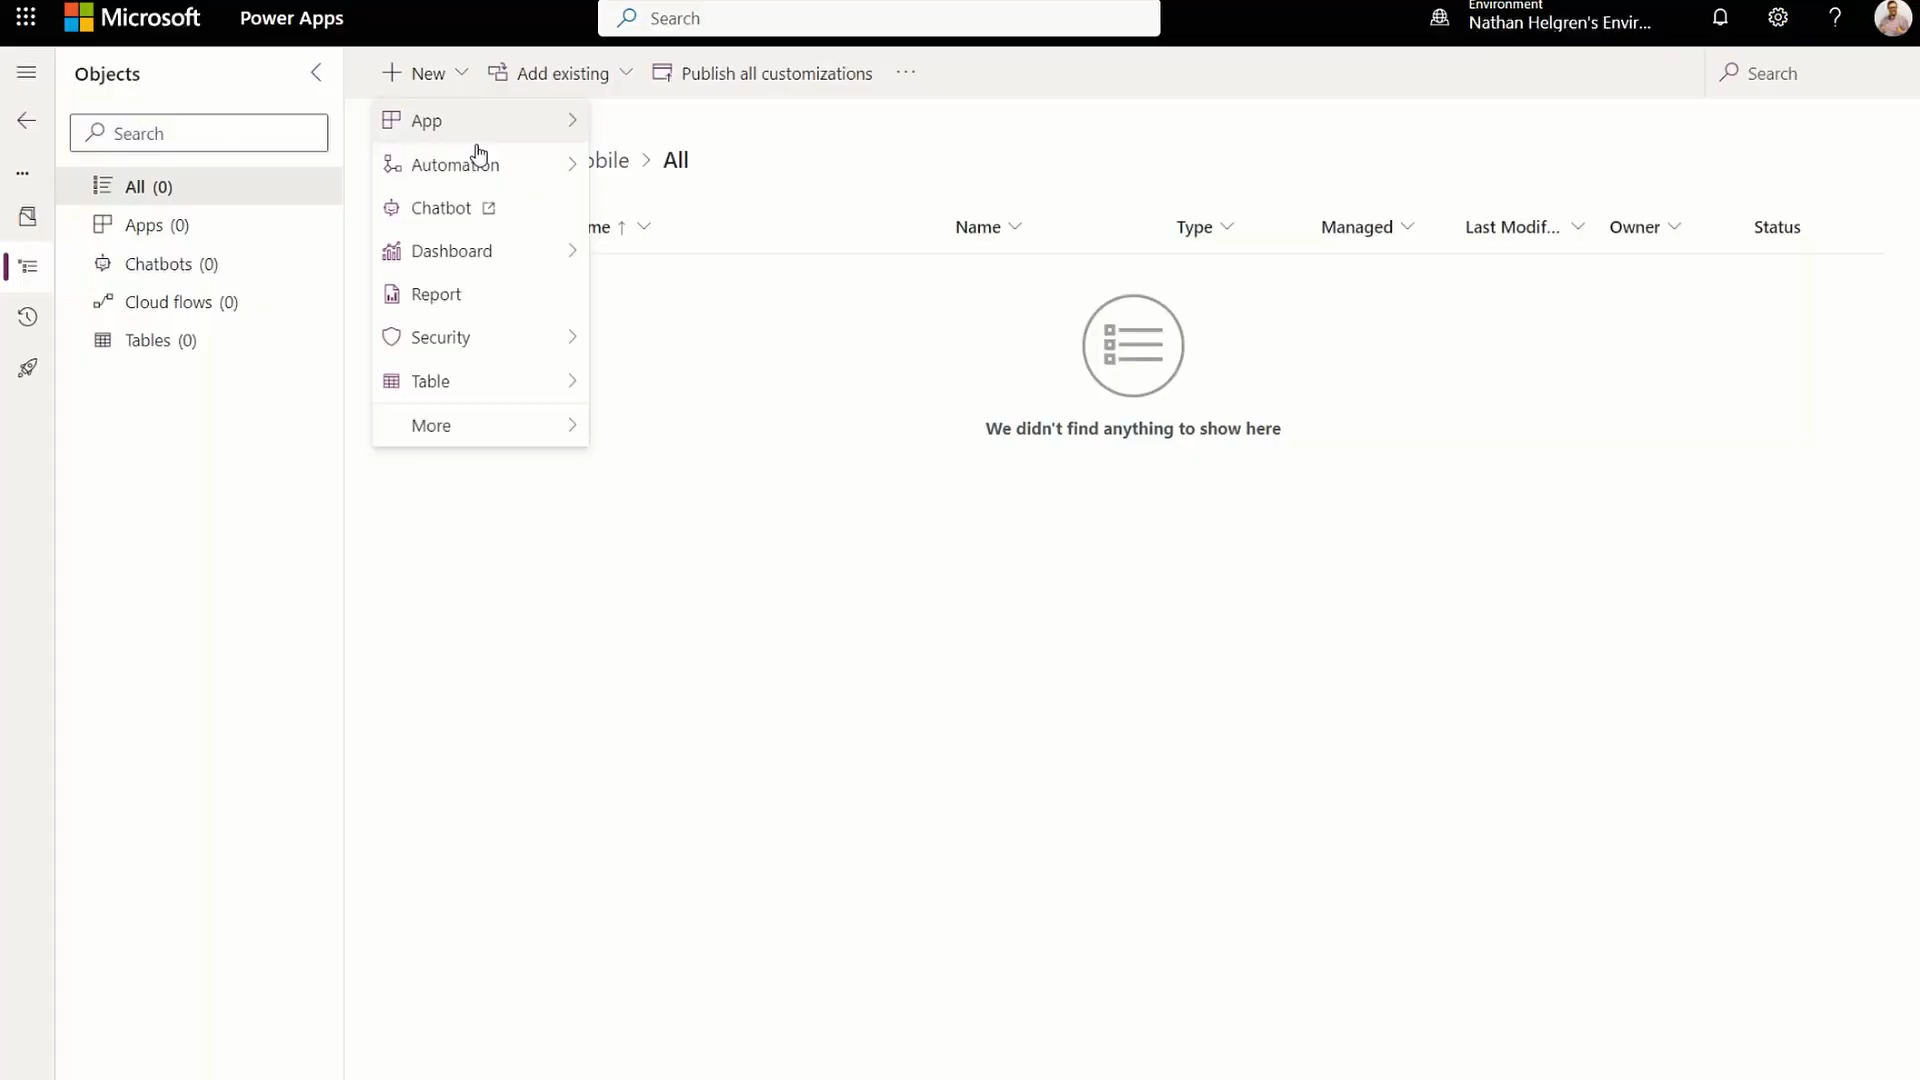 Microsoft Power Apps Search Environment
Nathan Helgren's Envir... ?
Objects
Search
... All (0)
Apps (0)
Chatbots (0)
Cloud flows (0)
Tables (0)
New Add existing Publish all customizations ... Search
App
Automation
Chatbot
Dashboard
Report
Security
Table
More
obile > All
me ↑ Name Type Managed Last Modif... Owner Status
We didn't find anything to show here